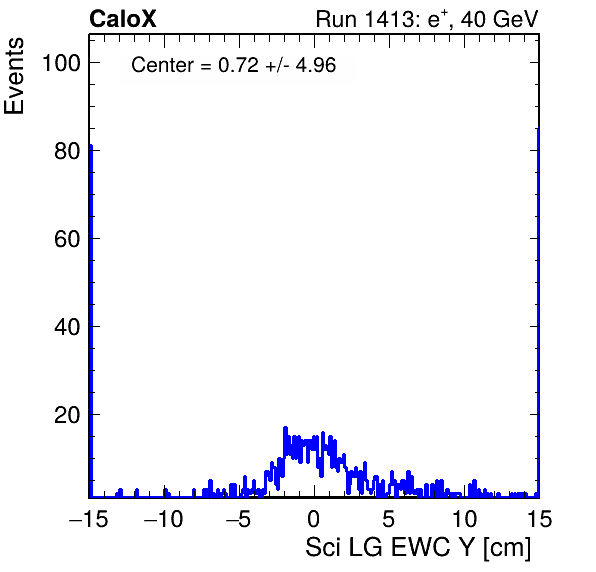 CaloX Run 1413: e⁺, 40 GeV
Events
Center = 0.72 +/- 4.96
100
80
60
40
20
−15 −10 −5 0 5 10 15
Sci LG EWC Y [cm]